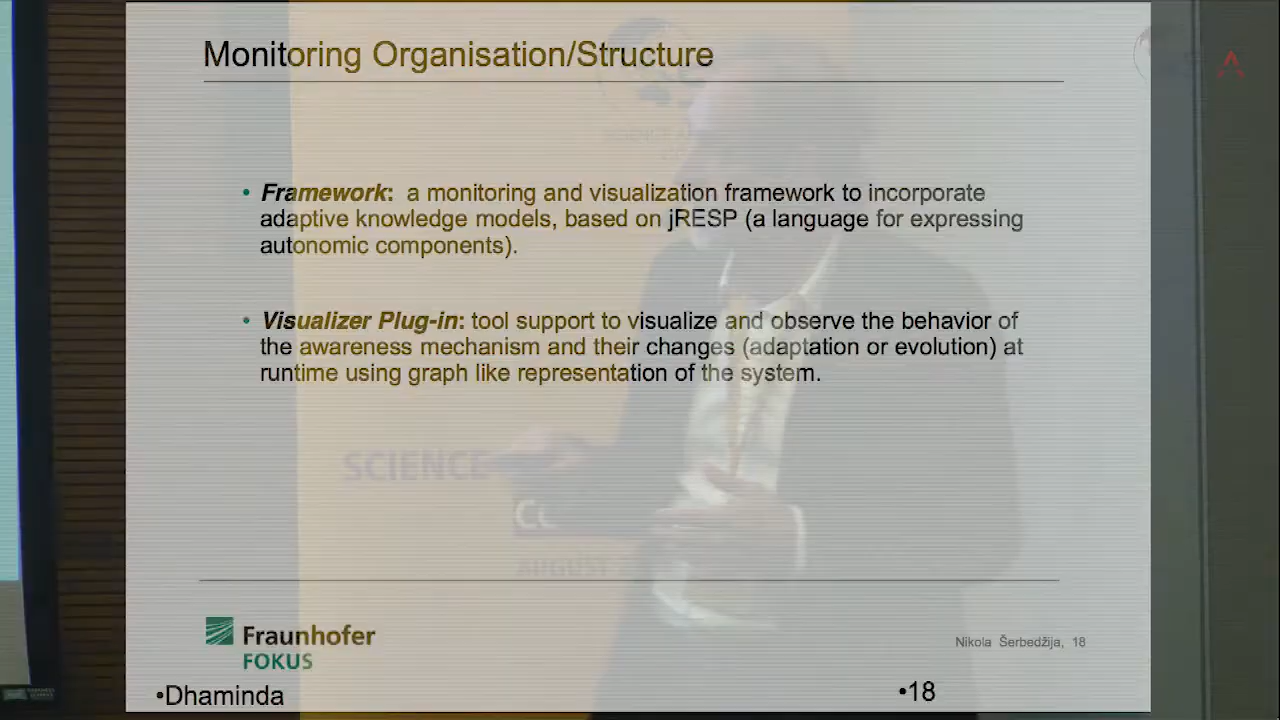 Monitoring Organisation/Structure
• Framework: a monitoring and visualization framework to incorporate
adaptive knowledge models, based on jRESP (a language for expressing
autonomic components).
• Visualizer Plug-in: tool support to visualize and observe the behavior of
the awareness mechanism and their changes (adaptation or evolution) at
runtime using graph like representation of the system.
SCIENCE
AUGUST
Fraunhofer
FOKUS
Nikola Šerbedžija, 18
•Dhaminda
•18